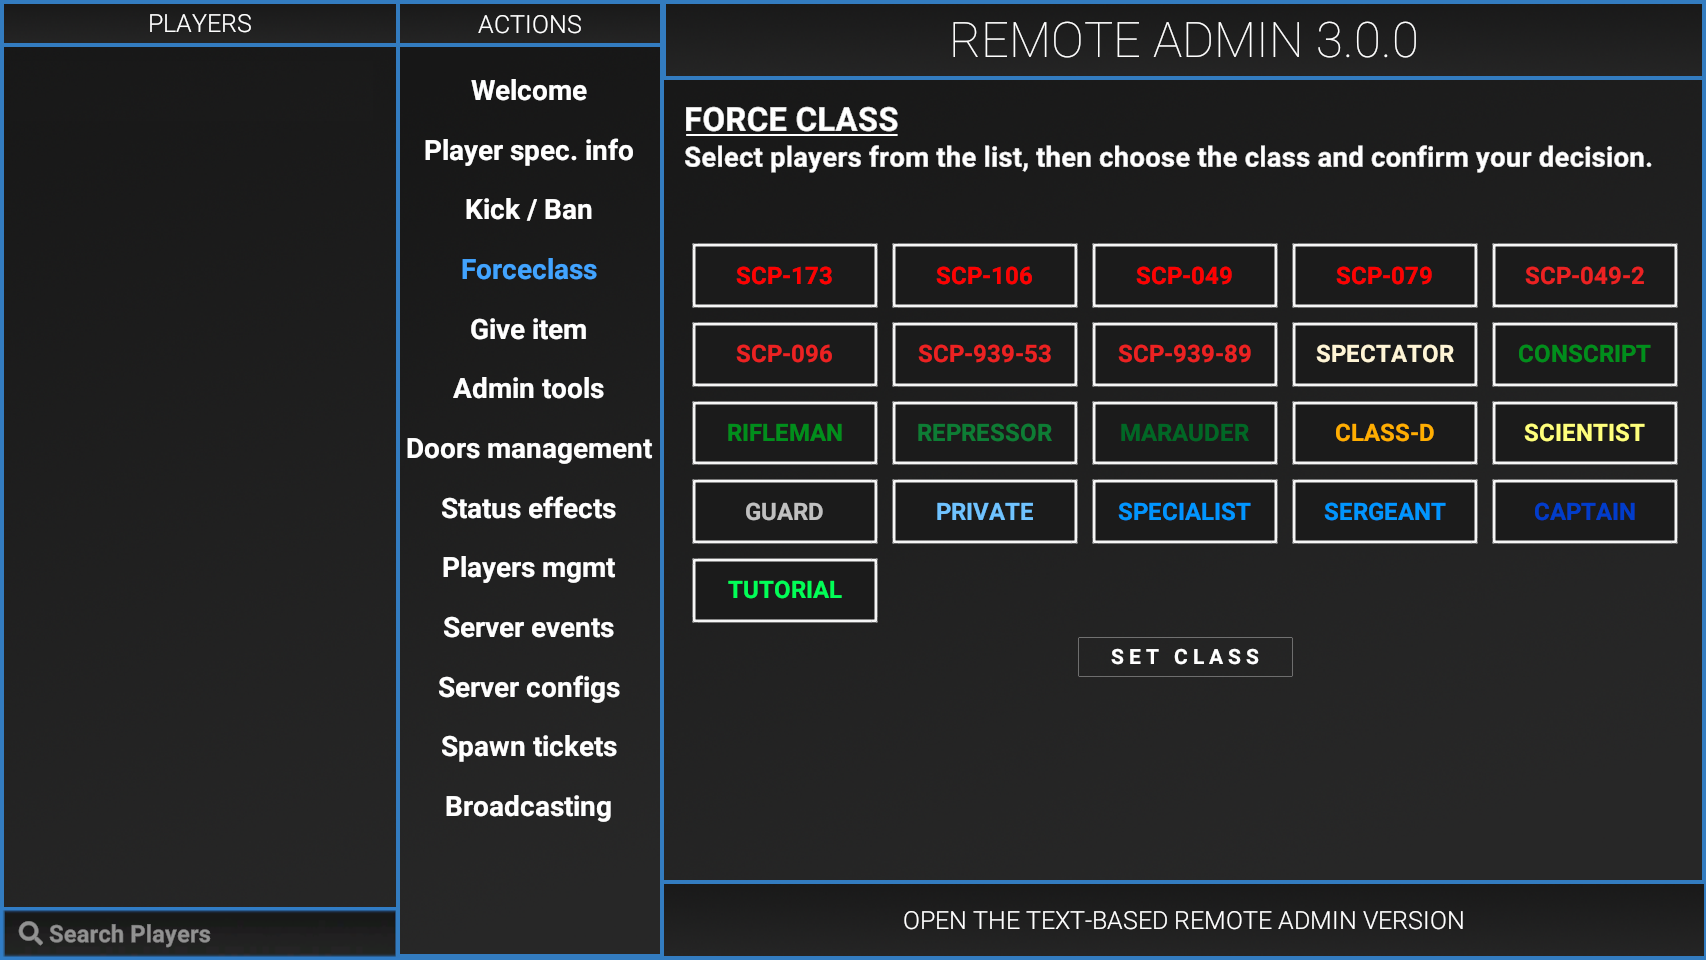 PLAYERS
Search Players
ACTIONS
Welcome
Player spec. info
Kick / Ban
Forceclass
Give item
Admin tools
Doors management
Status effects
Players mgmt
Server events
Server configs
Spawn tickets
Broadcasting
REMOTE ADMIN 3.0.0
FORCE CLASS
Select players from the list, then choose the class and confirm your decision.
SCP-173 SCP-106 SCP-049 SCP-079 SCP-049-2
SCP-096 SCP-939-53 SCP-939-89 SPECTATOR CONSCRIPT
RIFLEMAN REPRESSOR MARAUDER CLASS-D SCIENTIST
GUARD PRIVATE SPECIALIST SERGEANT CAPTAIN
TUTORIAL
SET CLASS
OPEN THE TEXT-BASED REMOTE ADMIN VERSION